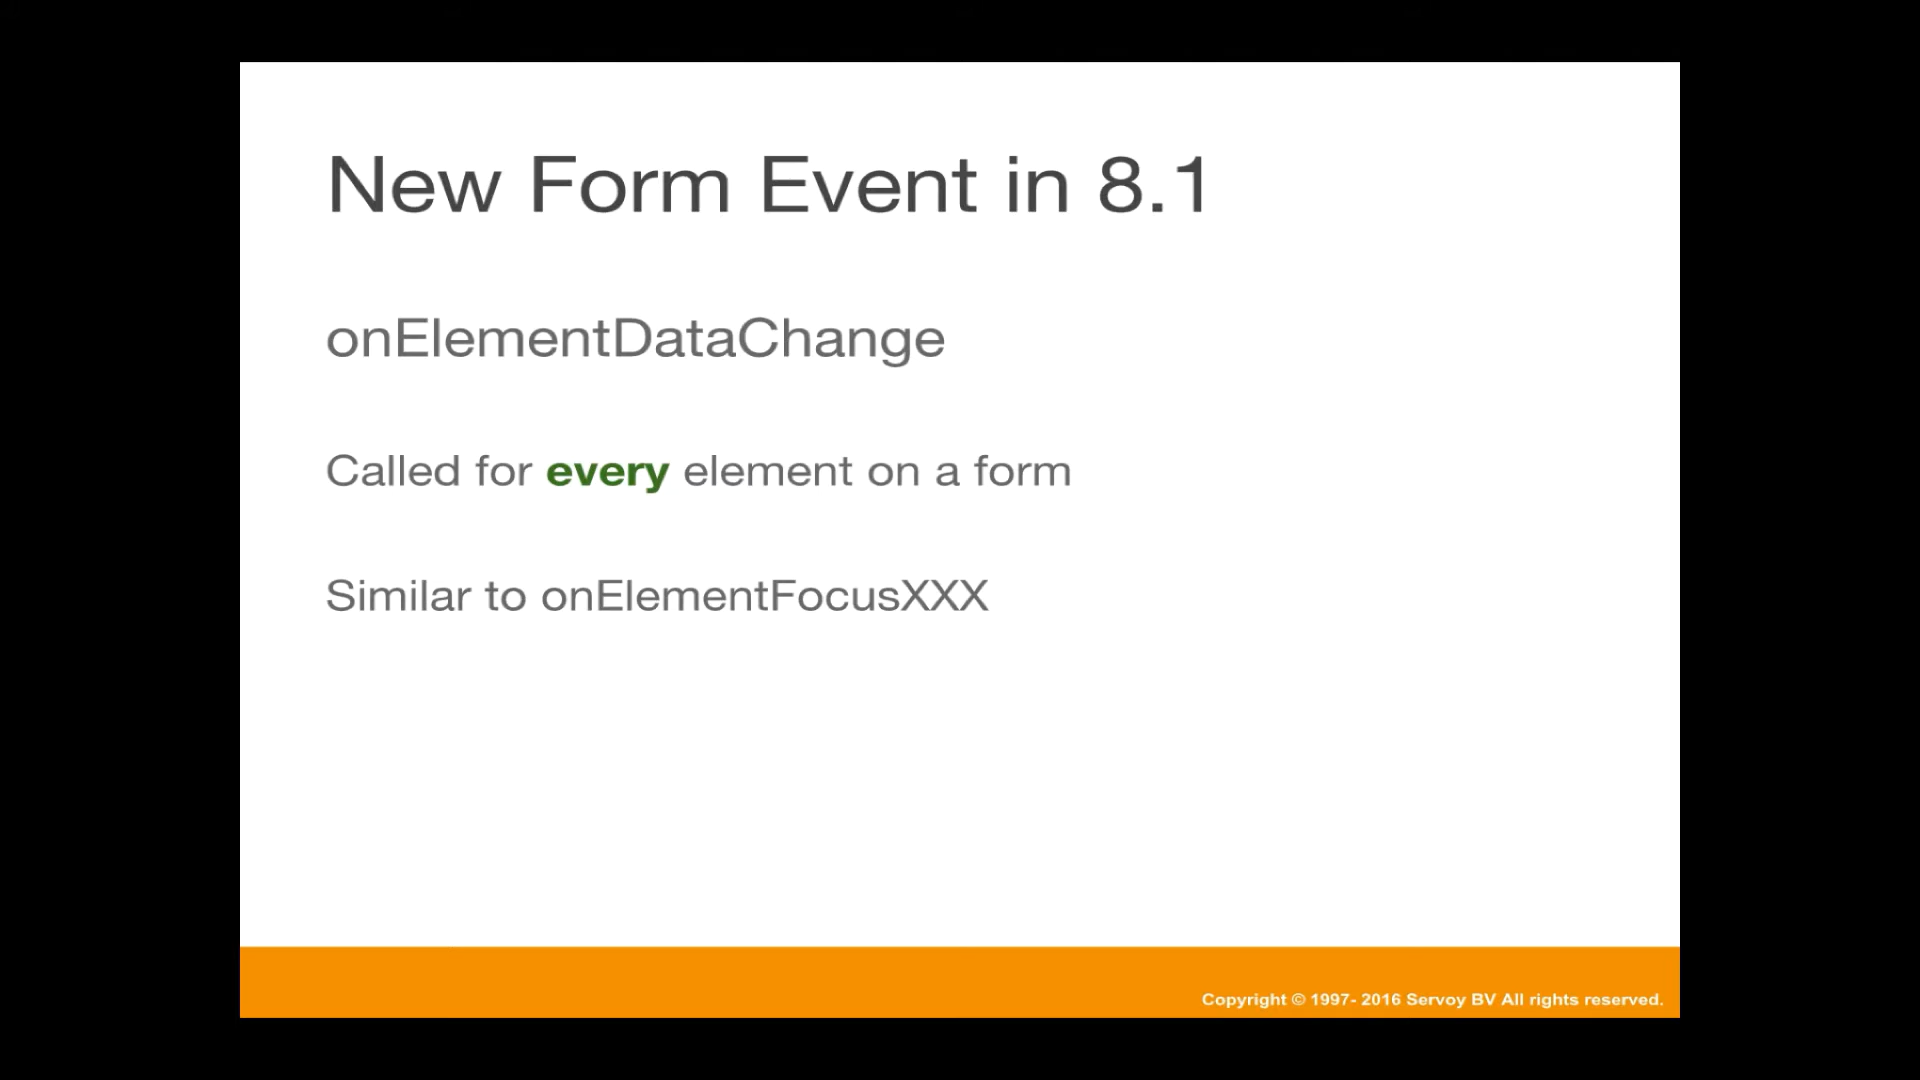 New Form Event in 8.1
onElementDataChange
Called for every element on a form
Similar to onElementFocusXXX
Copyright © 1997- 2016 Servoy BV All rights reserved.